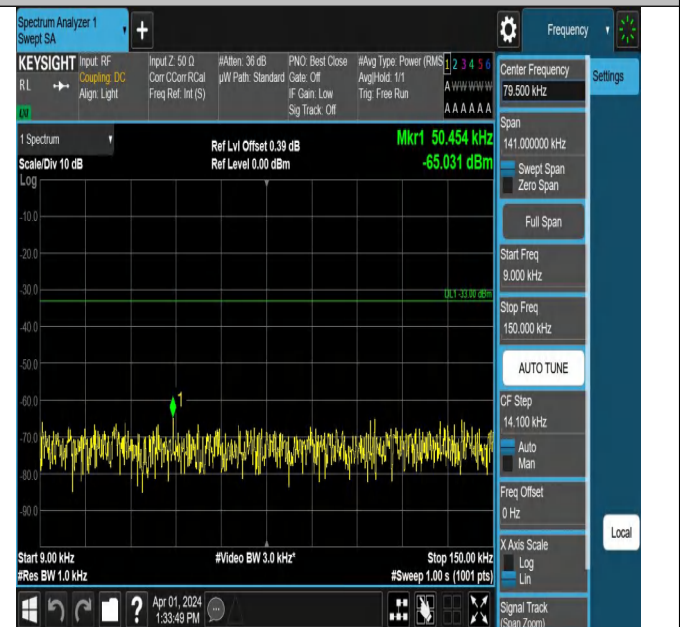 Spectrum Analyzer 1
Swept SA
+
Frequency
KEYSIGHT
RL
Input: RF
Coupling: DC
Align: Light
Input Z: 50 Ω
Corr CCorr RCal
Freq Ref: Int (S)
#Atten: 36 dB
µW Path: Standard
PNO: Best Close
Gate: Off
IF Gain: Low
Sig Track: Off
#Avg Type: Power (RMS
Avg|Hold: 1/1
Trig: Free Run
1 2 3 4 5 6
A W W W W W
A A A A A A
1 Spectrum
Scale/Div 10 dB
Log
Ref Lvl Offset 0.39 dB
Ref Level 0.00 dBm
Mkr1 50.454 kHz
-65.031 dBm
-10.0
-20.0
-30.0
DL1 -33.00 dBm
-40.0
-50.0
-60.0
1
-70.0
-80.0
-90.0
Start 9.00 kHz
#Res BW 1.0 kHz
#Video BW 3.0 kHz*
Stop 150.00 kHz
#Sweep 1.00 s (1001 pts)
?
Apr 01, 2024
1:33:49 PM
Center Frequency
79.500 kHz
Settings
Span
141.000000 kHz
Swept Span
Zero Span
Full Span
Start Freq
9.000 kHz
Stop Freq
150.000 kHz
AUTO TUNE
CF Step
14.100 kHz
Auto
Man
Freq Offset
0 Hz
Local
X Axis Scale
Log
Lin
Signal Track
(Span Zoom)